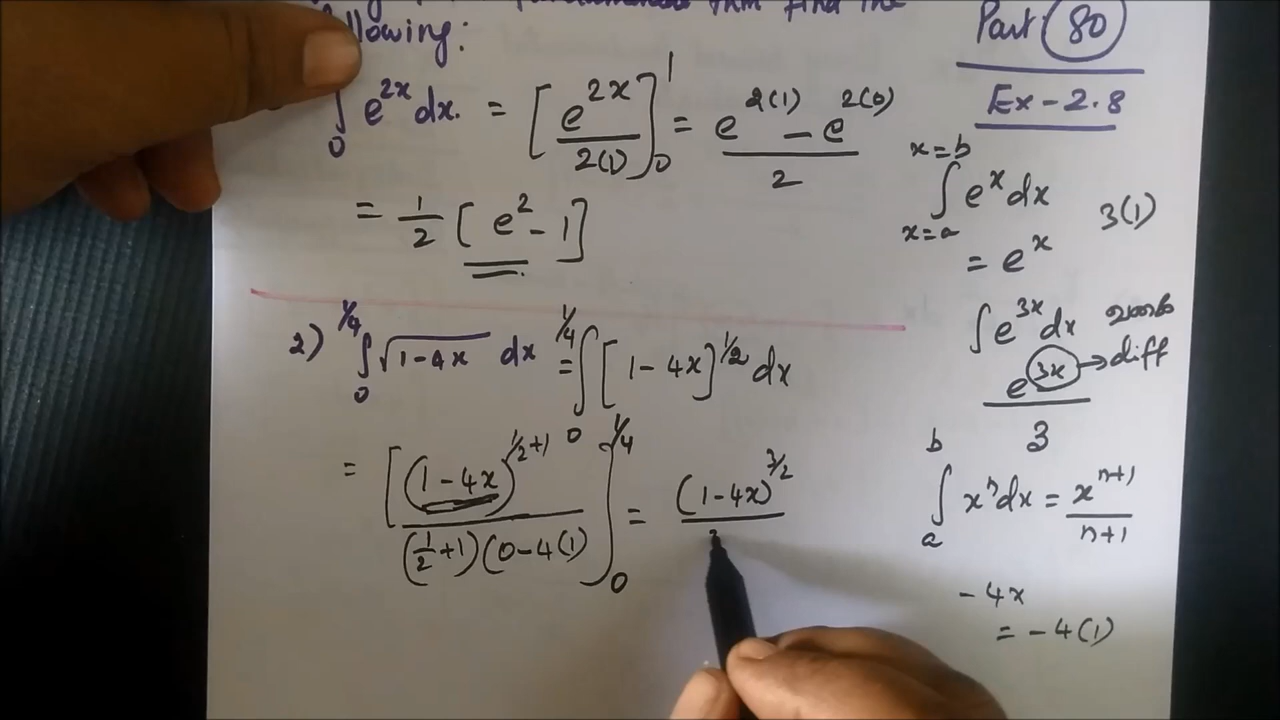 find the
Part 80
following:
Ex-2.8
∫₀¹ e^{2x} dx. = [e^{2x}/2(1)]₀¹ = (e^{2(1)} - e^{2(0)})/2
= 1/2 [e² - 1]
∫_{x=a}^{x=b} e^x dx
= e^x
3(1)
2) ∫₀^{1/4} √(1-4x) dx = ∫₀^{1/4} [1-4x]^{1/2} dx
∫ e^{3x} dx
e^{3x}/3 → diff
= [(1-4x)^{1/2+1}/(1/2+1)(0-4(1))]₀^{1/4} = (1-4x)^{3/2}/
∫_a^b x^n dx = x^{n+1}/n+1
-4x
= -4(1)